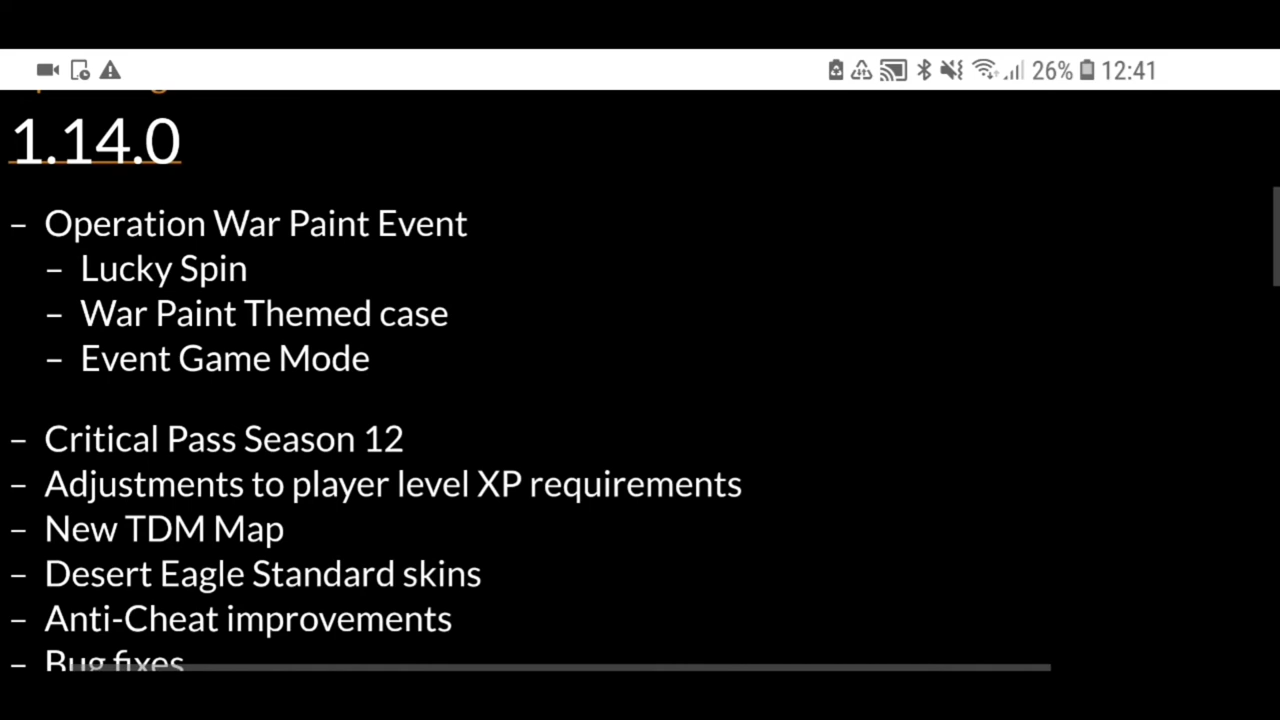 26% 12:41
1.14.0
– Operation War Paint Event
– Lucky Spin
– War Paint Themed case
– Event Game Mode
– Critical Pass Season 12
– Adjustments to player level XP requirements
– New TDM Map
– Desert Eagle Standard skins
– Anti-Cheat improvements
– Bug fixes